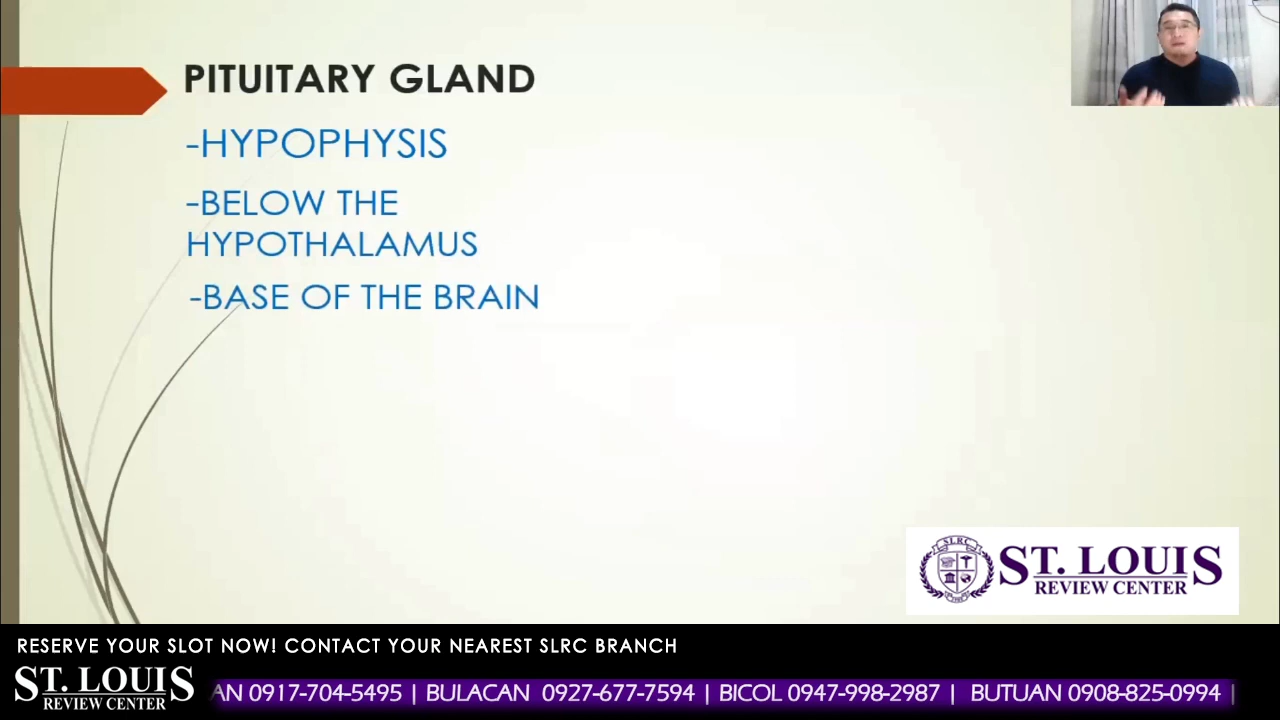 PITUITARY GLAND
-HYPOPHYSIS
-BELOW THE
HYPOTHALAMUS
-BASE OF THE BRAIN
SLRC
ST. LOUIS
REVIEW CENTER
RESERVE YOUR SLOT NOW! CONTACT YOUR NEAREST SLRC BRANCH
ST. LOUIS
REVIEW CENTER
AN 0917-704-5495 | BULACAN 0927-677-7594 | BICOL 0947-998-2987 | BUTUAN 0908-825-0994 |